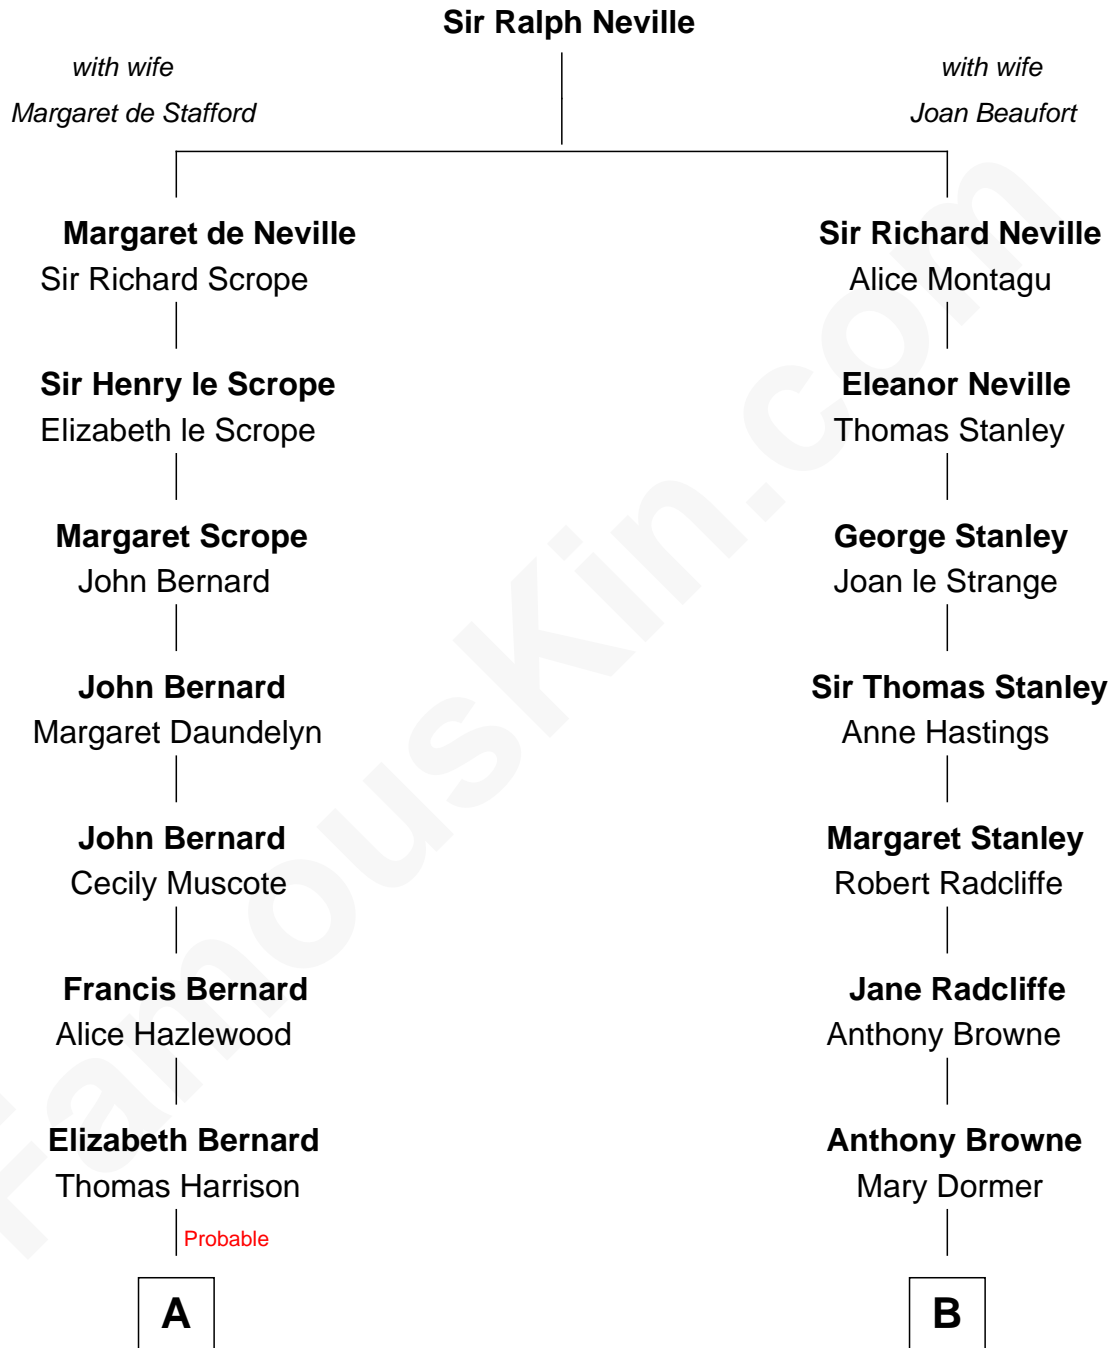 Sir Ralph Neville
with wife
Margaret de Stafford
with wife
Joan Beaufort
Margaret de Neville
Sir Richard Scrope
Sir Richard Neville
Alice Montagu
Sir Henry le Scrope
Elizabeth le Scrope
Eleanor Neville
Thomas Stanley
Margaret Scrope
John Bernard
George Stanley
Joan le Strange
John Bernard
Margaret Daundelyn
Sir Thomas Stanley
Anne Hastings
John Bernard
Cecily Muscote
Margaret Stanley
Robert Radcliffe
Francis Bernard
Alice Hazlewood
Jane Radcliffe
Anthony Browne
Elizabeth Bernard
Thomas Harrison
Anthony Browne
Mary Dormer
Probable
A
B
FamousKin.com